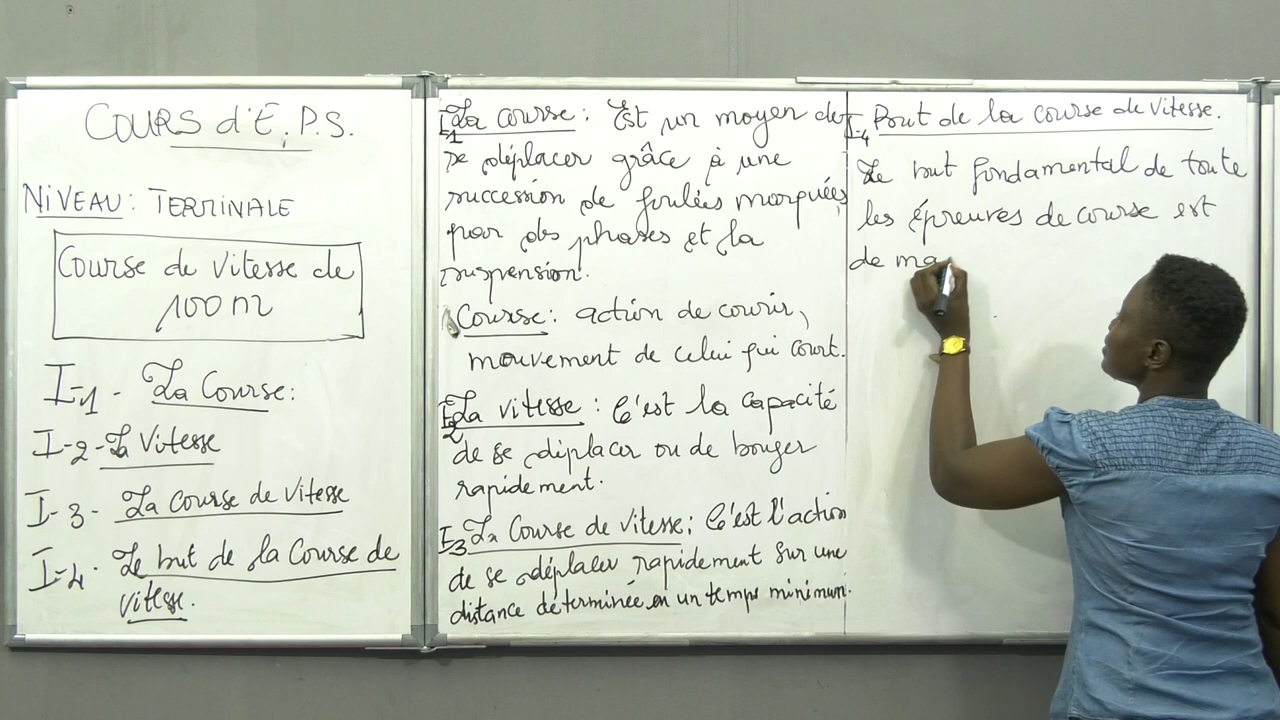 COURS d'E.P.S.
NIVEAU : TERMINALE
Course de vitesse de
100 m
I-1 - La Course :
I-2 - La Vitesse
I-3 - La course de vitesse
I-4. Le but de la Course de
vitesse.
I-1 La course : Est un moyen de
se déplacer grâce à une
succession de foulées marquées
par des phases et la
suspension.
Course : action de courir,
mouvement de celui qui court.
I-2 La vitesse : C'est la capacité
de se déplacer ou de bouger
rapidement.
I-3 La Course de vitesse : C'est l'action
de se déplacer rapidement sur une
distance déterminée en un temps minimum.
I-4 But de la course de vitesse.
Le but fondamental de toute
les épreuves de course est
de ma